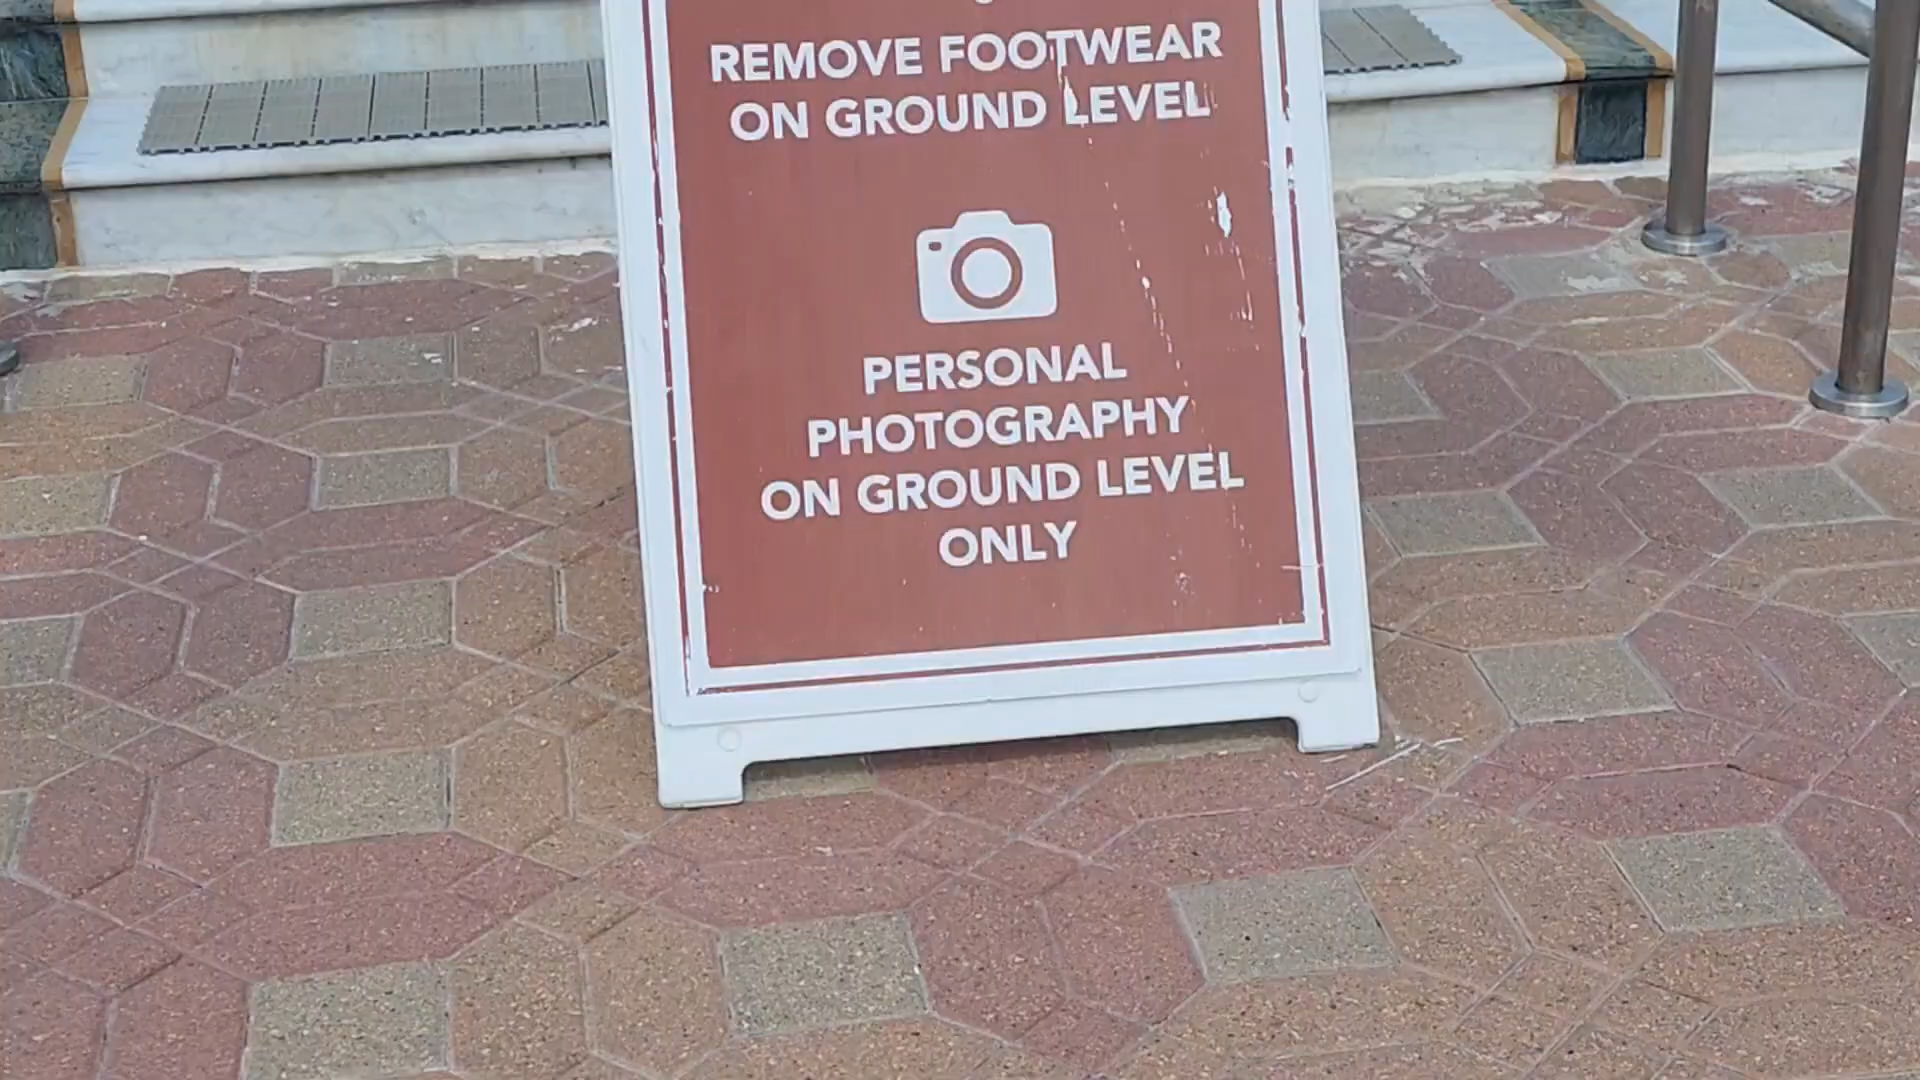 REMOVE FOOTWEAR
ON GROUND LEVEL
PERSONAL
PHOTOGRAPHY
ON GROUND LEVEL
ONLY